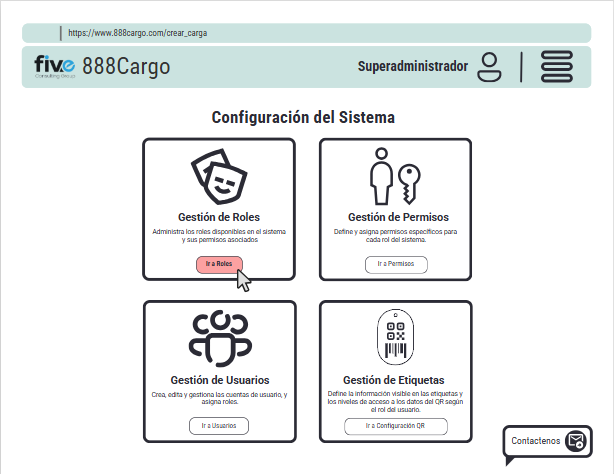 https://www.888cargo.com/crear_carga
five
Consulting Group
888Cargo
Superadministrador
Configuración del Sistema
Gestión de Roles
Administra los roles disponibles en el sistema
y sus permisos asociados
Ir a Roles
Gestión de Permisos
Define y asigna permisos específicos para
cada rol del sistema.
Ir a Permisos
Gestión de Usuarios
Crea, edita y gestiona las cuentas de usuario, y
asigna roles.
Ir a Usuarios
Gestión de Etiquetas
Define la información visible en las etiquetas y
los niveles de acceso a los datos del QR según
el rol del usuario.
Ir a Configuración QR
Contactenos